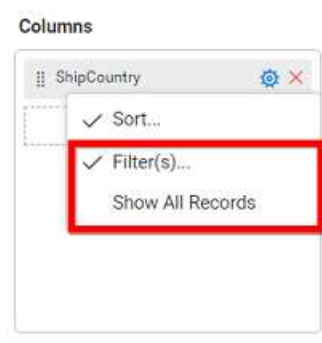 Columns
ShipCountry
Sort...
Filter(s)...
Show All Records